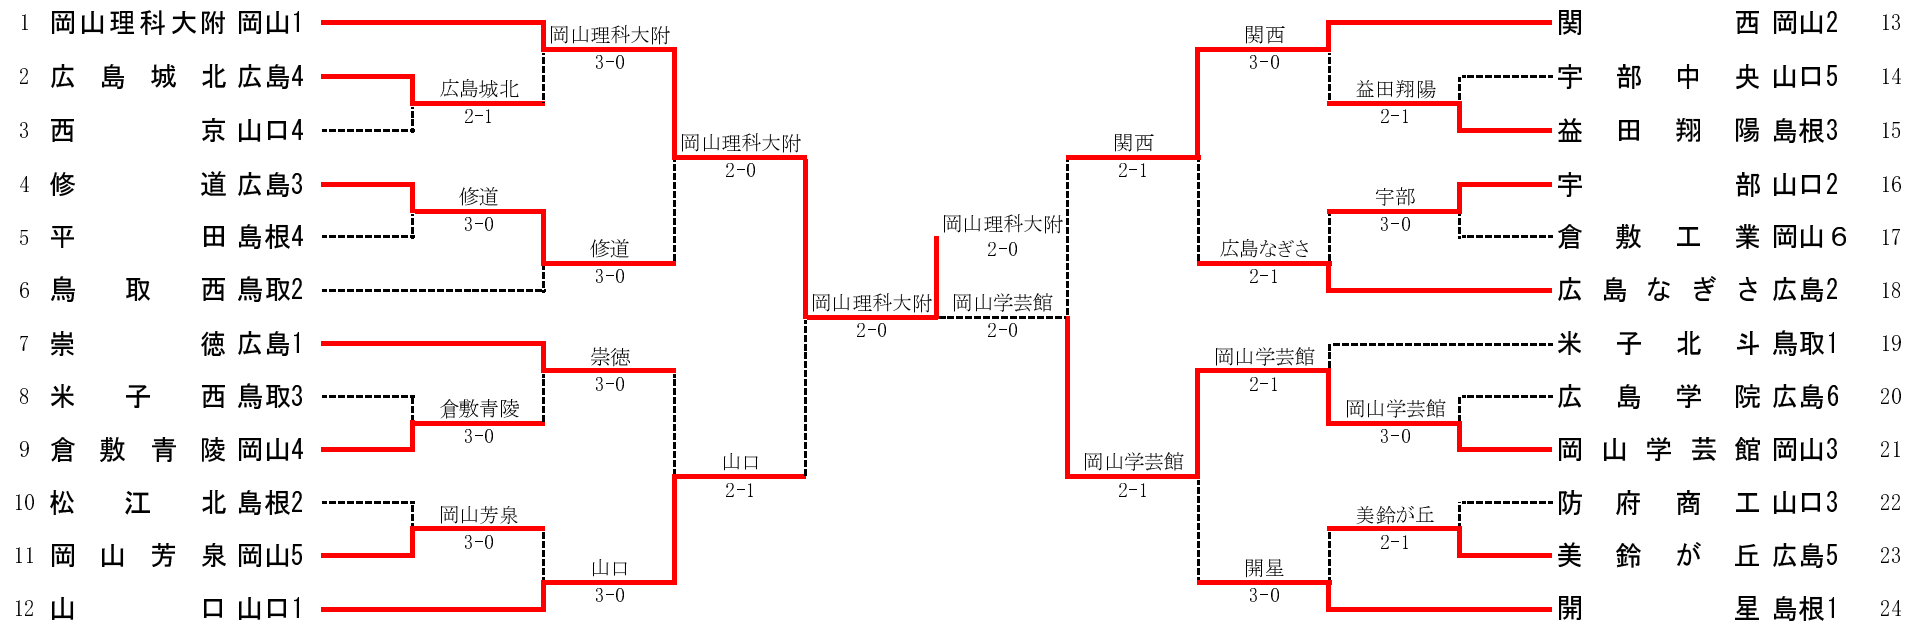 1 岡山理科大附 岡山1
2 広島城北 広島4
3 西京 山口4
4 修道 広島3
5 平田 島根4
6 鳥取西 鳥取2
7 崇徳 広島1
8 米子西 鳥取3
9 倉敷青陵 岡山4
10 松江北 島根2
11 岡山芳泉 岡山5
12 山口 山口1
広島城北
2-1
修道
3-0
倉敷青陵
3-0
岡山芳泉
3-0
岡山理科大附
3-0
修道
3-0
崇徳
3-0
山口
3-0
岡山理科大附
2-0
山口
2-1
岡山理科大附
2-0
岡山理科大附
2-0
岡山学芸館
2-0
関西
2-1
岡山学芸館
2-1
関西
3-0
広島なぎさ
2-1
岡山学芸館
2-1
開星
3-0
益田翔陽
2-1
宇部
3-0
岡山学芸館
3-0
美鈴が丘
2-1
関西 岡山2 13
宇部中央 山口5 14
益田翔陽 島根3 15
宇部 山口2 16
倉敷工業 岡山6 17
広島なぎさ 広島2 18
米子北斗 鳥取1 19
広島学院 広島6 20
岡山学芸館 岡山3 21
防府商工 山口3 22
美鈴が丘 広島5 23
開星 島根1 24